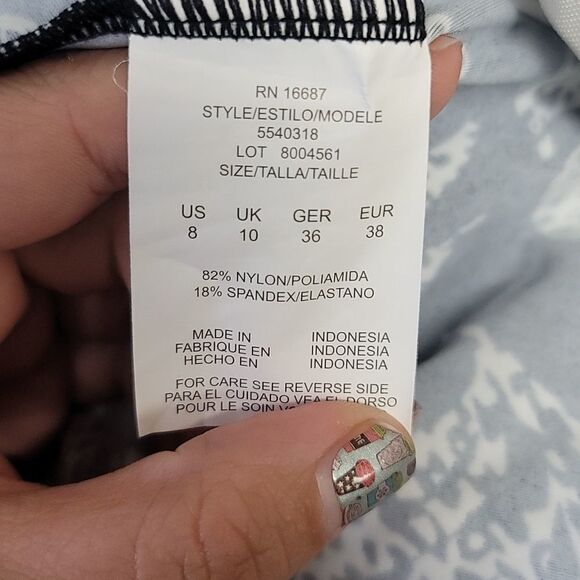 RN 16687
STYLE/ESTILO/MODELE
5540318
LOT 8004561
SIZE/TALLA/TAILLE
US UK GER EUR
8 10 36 38
82% NYLON/POLIAMIDA
18% SPANDEX/ELASTANO
MADE IN INDONESIA
FABRIQUE EN INDONESIA
HECHO EN INDONESIA
FOR CARE SEE REVERSE SIDE
PARA EL CUIDADO VEA EL DORSO
POUR LE SOIN